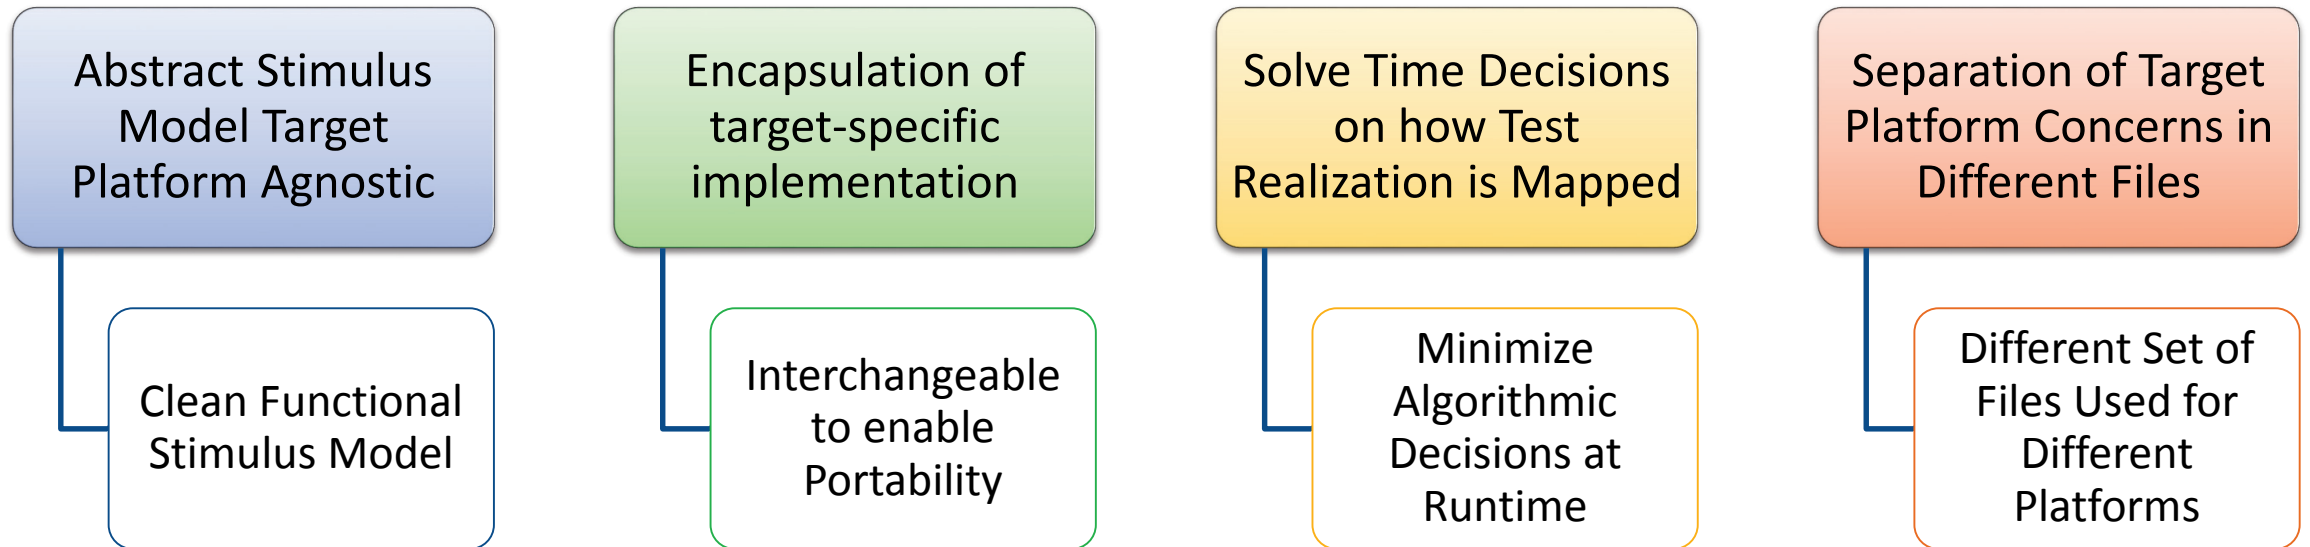 Abstract Stimulus
Model Target
Platform Agnostic
Clean Functional
Stimulus Model
Encapsulation of
target-specific
implementation
Interchangeable
to enable
Portability
Solve Time Decisions
on how Test
Realization is Mapped
Minimize
Algorithmic
Decisions at
Runtime
Separation of Target
Platform Concerns in
Different Files
Different Set of
Files Used for
Different
Platforms